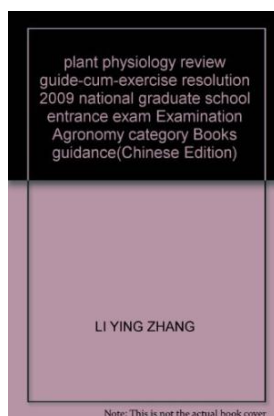 plant physiology review
guide-cum-exercise resolution
2009 national graduate school
entrance exam Examination
Agronomy category Books
guidance(Chinese Edition)
LI YING ZHANG
Note: This is not the actual book cover